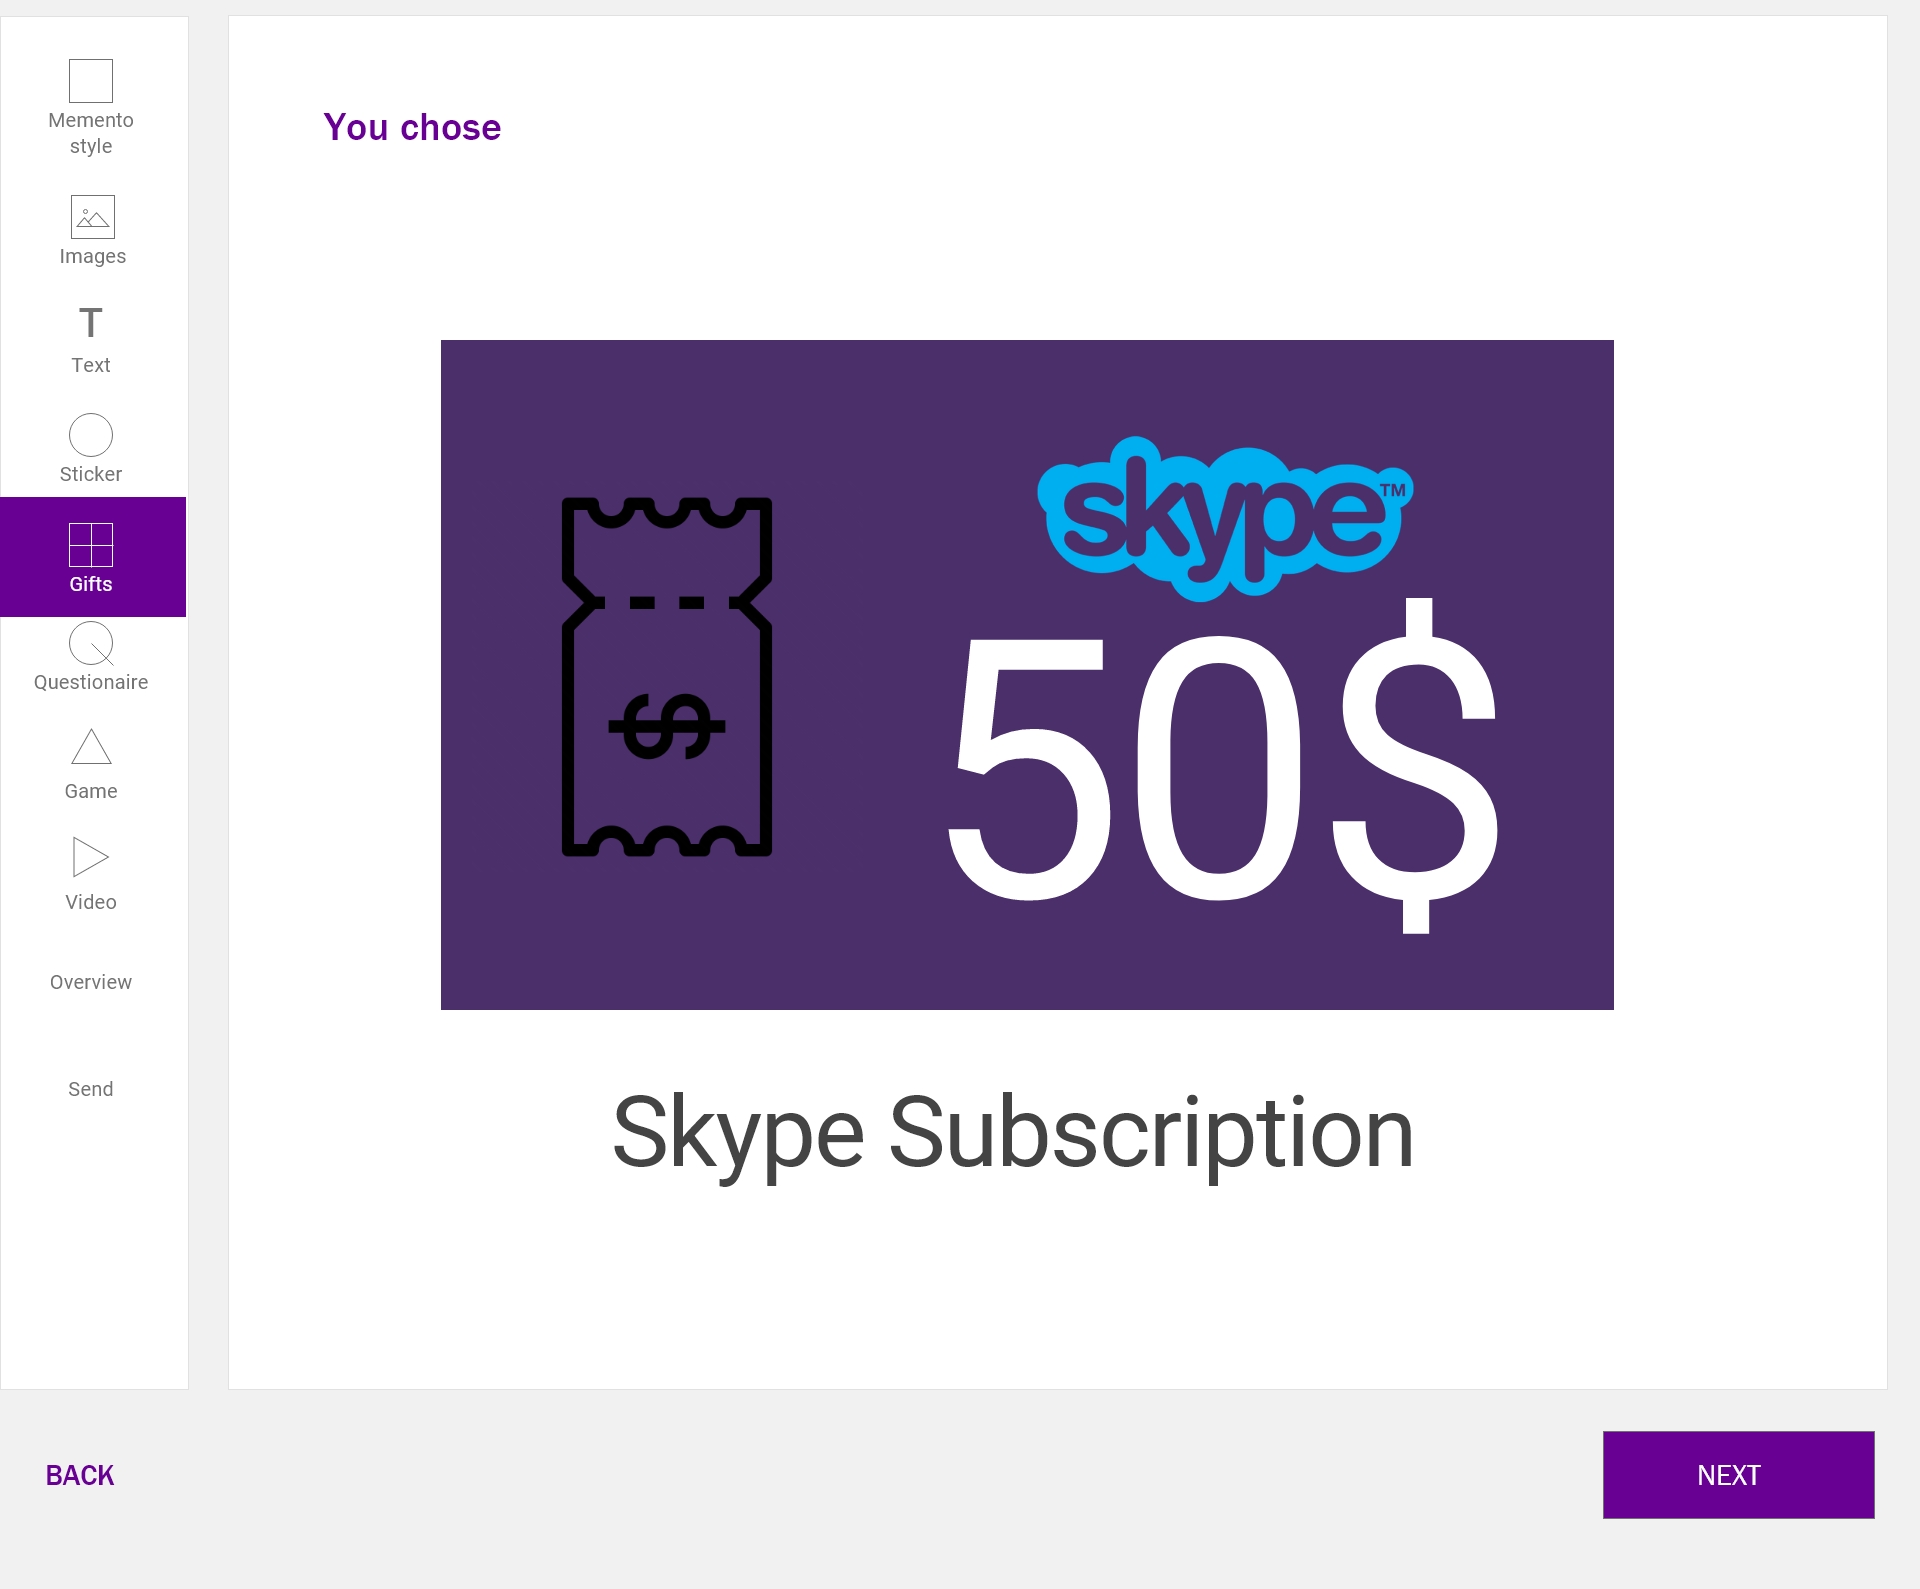 Memento
style
Images
T
Text
Sticker
Gifts
Questionaire
Game
Video
Overview
Send
You chose
skype™
50$
$
Skype Subscription
BACK
NEXT